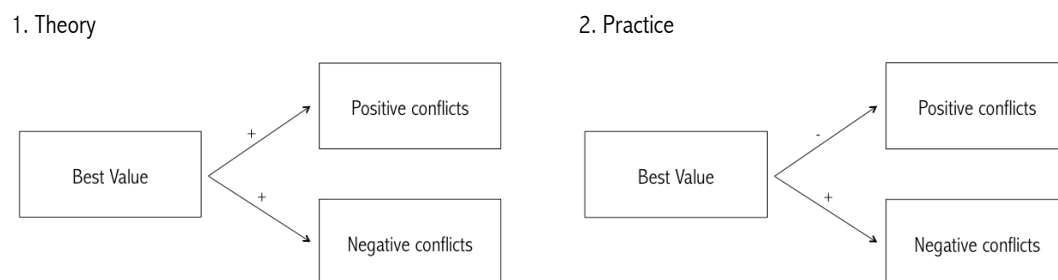 1. Theory
2. Practice
Positive conflicts
+
Best Value
+
Negative conflicts
Positive conflicts
-
Best Value
+
Negative conflicts